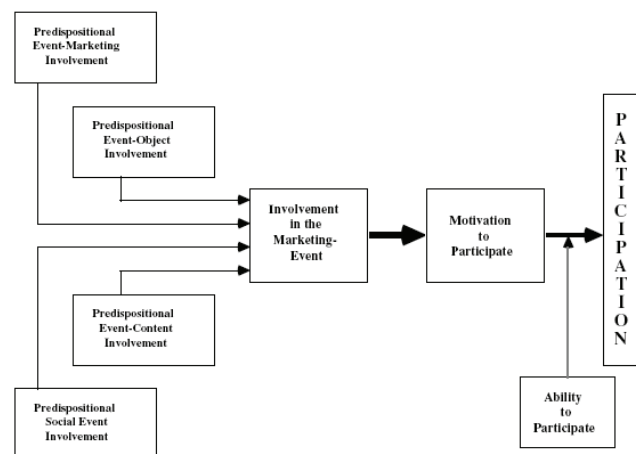 Predispositional
Event-Marketing
Involvement
Predispositional
Event-Object
Involvement
Involvement
in the
Marketing-
Event
Motivation
to
Participate
PARTICIPATION
Predispositional
Event-Content
Involvement
Predispositional
Social Event
Involvement
Ability
to
Participate